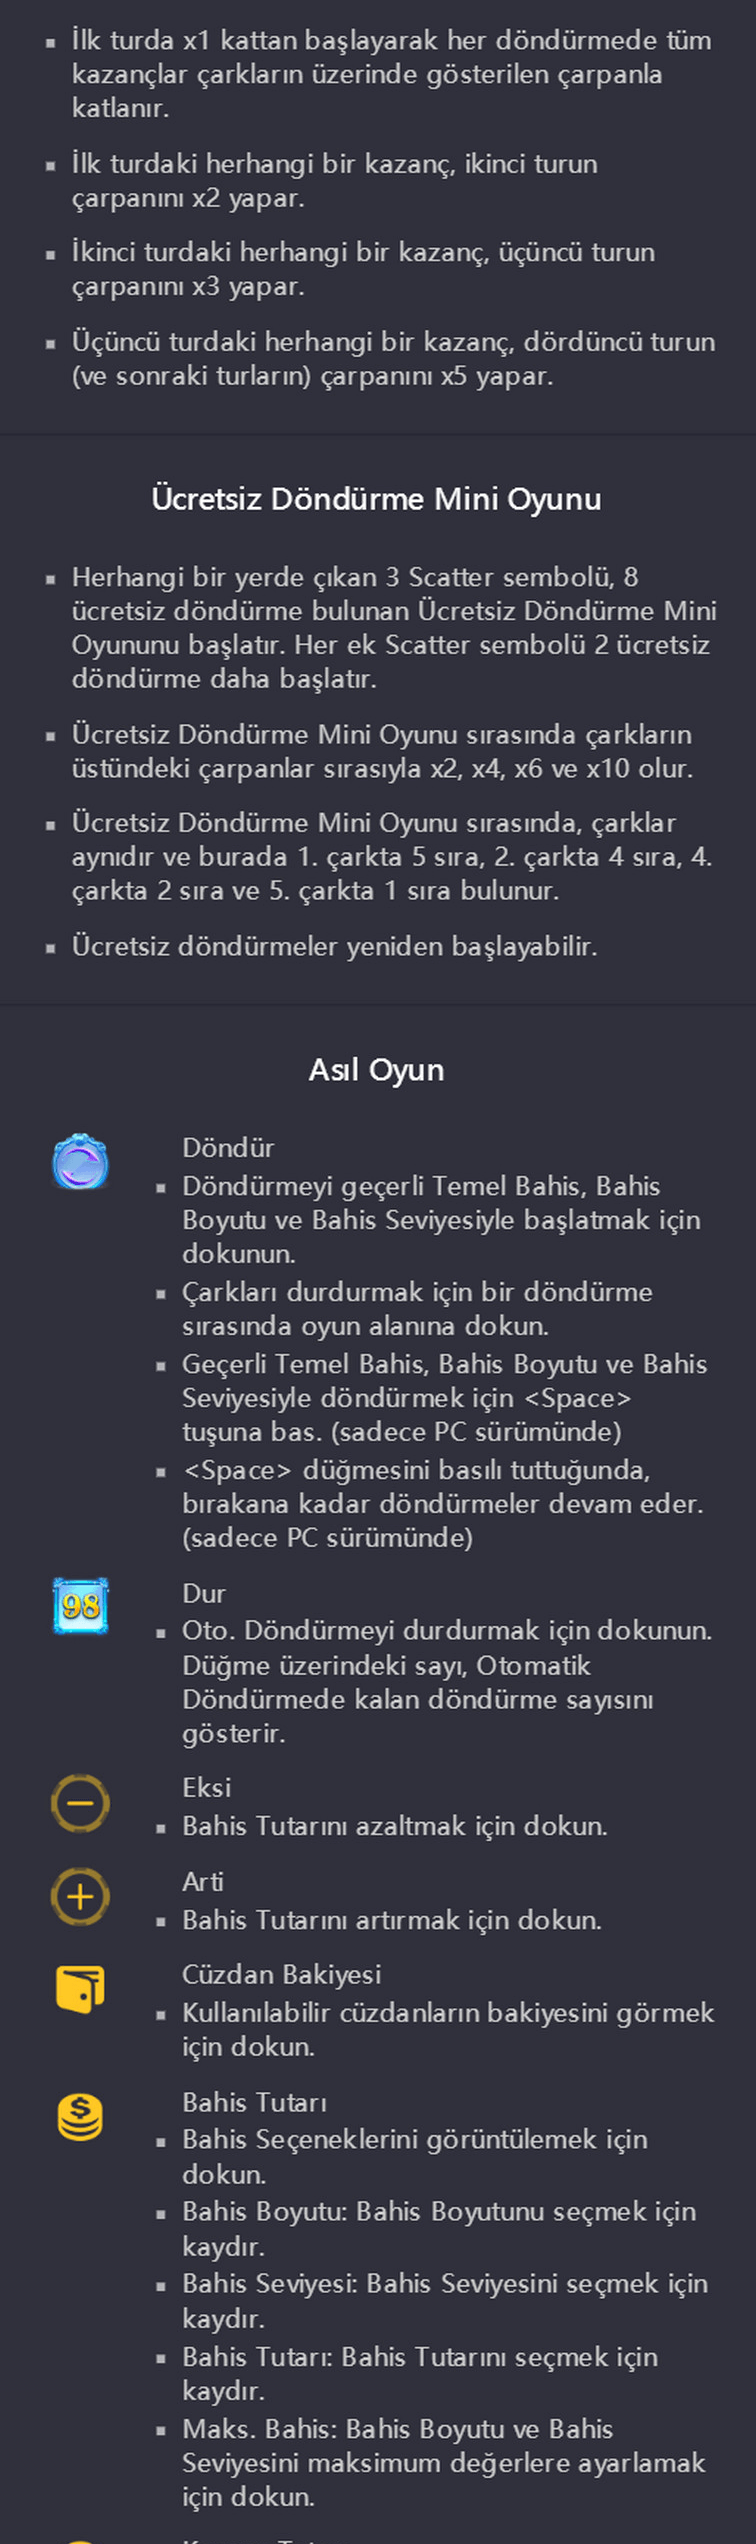 ▪ İlk turda x1 kattan başlayarak her döndürmede tüm
kazançlar çarkların üzerinde gösterilen çarpanla
katlanır.
▪ İlk turdaki herhangi bir kazanç, ikinci turun
çarpanını x2 yapar.
▪ İkinci turdaki herhangi bir kazanç, üçüncü turun
çarpanını x3 yapar.
▪ Üçüncü turdaki herhangi bir kazanç, dördüncü turun
(ve sonraki turların) çarpanını x5 yapar.
Ücretsiz Döndürme Mini Oyunu
▪ Herhangi bir yerde çıkan 3 Scatter sembolü, 8
ücretsiz döndürme bulunan Ücretsiz Döndürme Mini
Oyununu başlatır. Her ek Scatter sembolü 2 ücretsiz
döndürme daha başlatır.
▪ Ücretsiz Döndürme Mini Oyunu sırasında çarkların
üstündeki çarpanlar sırasıyla x2, x4, x6 ve x10 olur.
▪ Ücretsiz Döndürme Mini Oyunu sırasında, çarklar
aynıdır ve burada 1. çarkta 5 sıra, 2. çarkta 4 sıra, 4.
çarkta 2 sıra ve 5. çarkta 1 sıra bulunur.
▪ Ücretsiz döndürmeler yeniden başlayabilir.
Asıl Oyun
Döndür
▪ Döndürmeyi geçerli Temel Bahis, Bahis
Boyutu ve Bahis Seviyesiyle başlatmak için
dokunun.
▪ Çarkları durdurmak için bir döndürme
sırasında oyun alanına dokun.
▪ Geçerli Temel Bahis, Bahis Boyutu ve Bahis
Seviyesiyle döndürmek için <Space>
tuşuna bas. (sadece PC sürümünde)
▪ <Space> düğmesini basılı tuttuğunda,
bırakana kadar döndürmeler devam eder.
(sadece PC sürümünde)
98
Dur
▪ Oto. Döndürmeyi durdurmak için dokunun.
Düğme üzerindeki sayı, Otomatik
Döndürmede kalan döndürme sayısını
gösterir.
Eksi
▪ Bahis Tutarını azaltmak için dokun.
Arti
▪ Bahis Tutarını artırmak için dokun.
Cüzdan Bakiyesi
▪ Kullanılabilir cüzdanların bakiyesini görmek
için dokun.
Bahis Tutarı
▪ Bahis Seçeneklerini görüntülemek için
dokun.
▪ Bahis Boyutu: Bahis Boyutunu seçmek için
kaydır.
▪ Bahis Seviyesi: Bahis Seviyesini seçmek için
kaydır.
▪ Bahis Tutarı: Bahis Tutarını seçmek için
kaydır.
▪ Maks. Bahis: Bahis Boyutu ve Bahis
Seviyesini maksimum değerlere ayarlamak
için dokun.